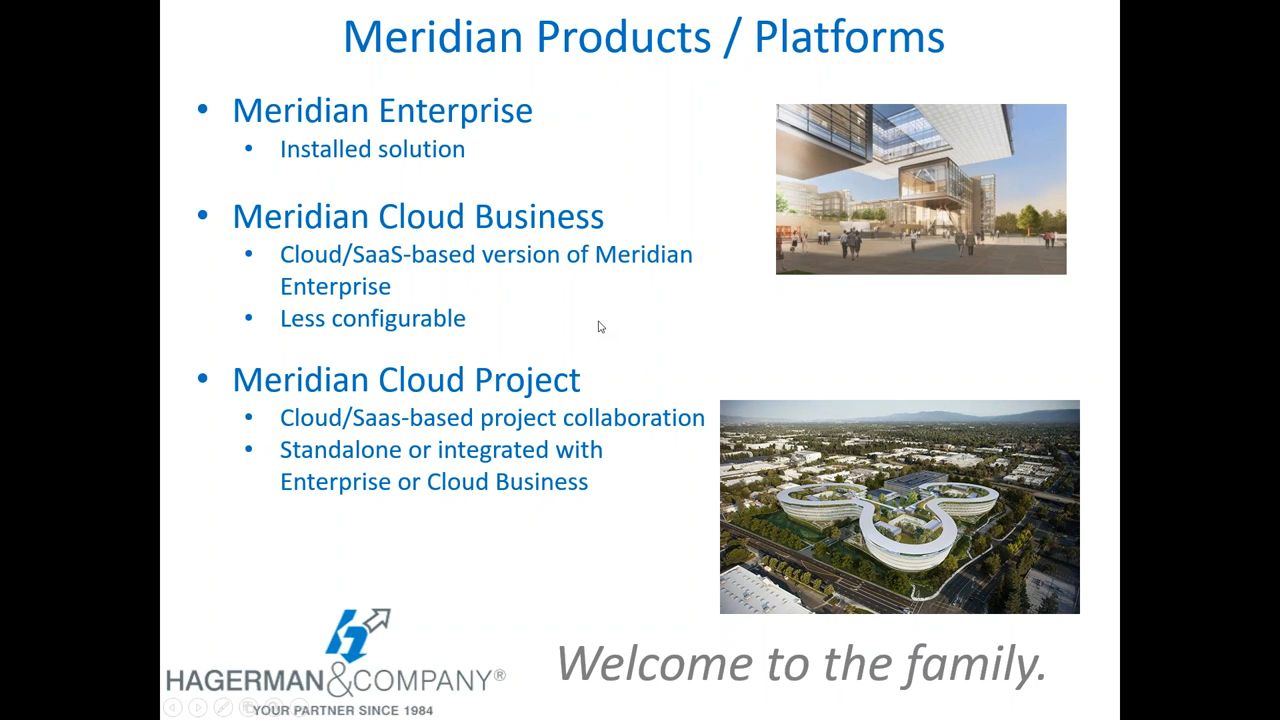 Meridian Products / Platforms
• Meridian Enterprise
• Installed solution
• Meridian Cloud Business
• Cloud/SaaS-based version of Meridian
Enterprise
• Less configurable
• Meridian Cloud Project
• Cloud/Saas-based project collaboration
• Standalone or integrated with
Enterprise or Cloud Business
HAGERMAN&COMPANY®
YOUR PARTNER SINCE 1984
Welcome to the family.